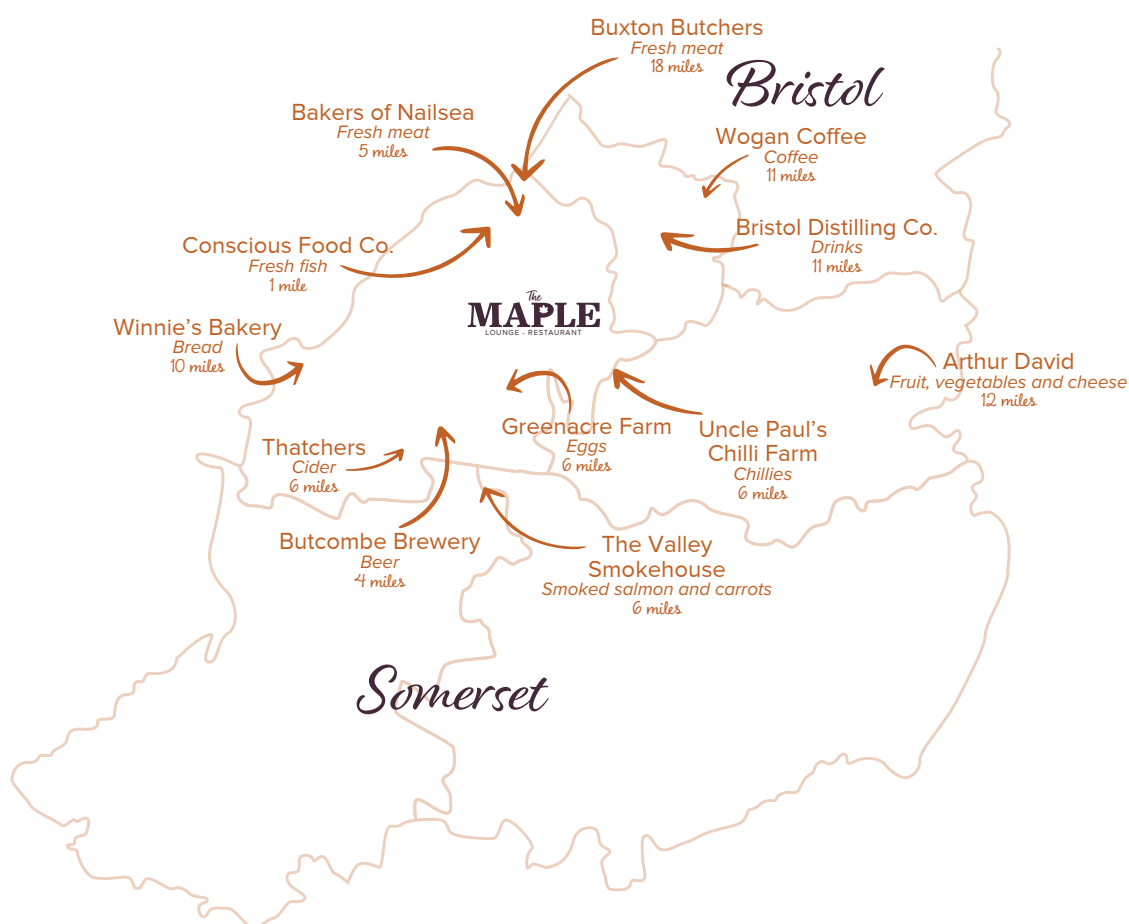 Buxton Butchers
Fresh meat
18 miles
Bristol
Bakers of Nailsea
Fresh meat
5 miles
Wogan Coffee
Coffee
11 miles
Conscious Food Co.
Fresh fish
1 mile
Bristol Distilling Co.
Drinks
11 miles
The
MAPLE
LOUNGE - RESTAURANT
Winnie's Bakery
Bread
10 miles
Arthur David
Fruit, vegetables and cheese
12 miles
Thatchers
Cider
6 miles
Greenacre Farm
Eggs
6 miles
Uncle Paul's
Chilli Farm
Chillies
6 miles
Butcombe Brewery
Beer
4 miles
The Valley
Smokehouse
Smoked salmon and carrots
6 miles
Somerset